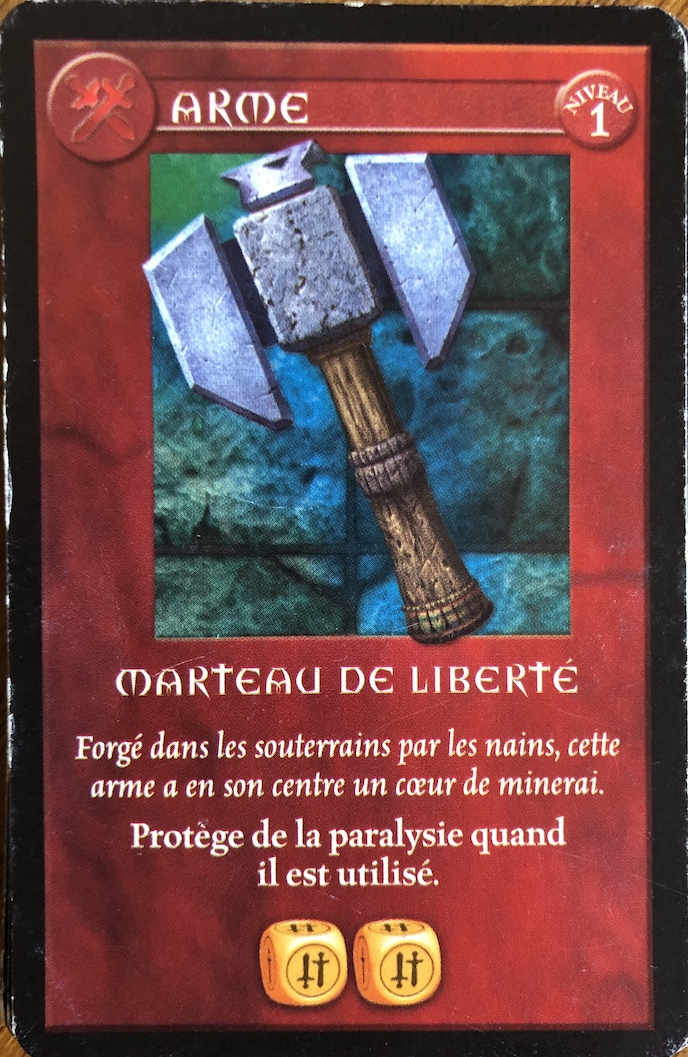 ARME
NIVEAU
1
MARTEAU DE LIBERTÉ
Forgé dans les souterrains par les nains, cette
arme a en son centre un cœur de minerai.
Protège de la paralysie quand
il est utilisé.